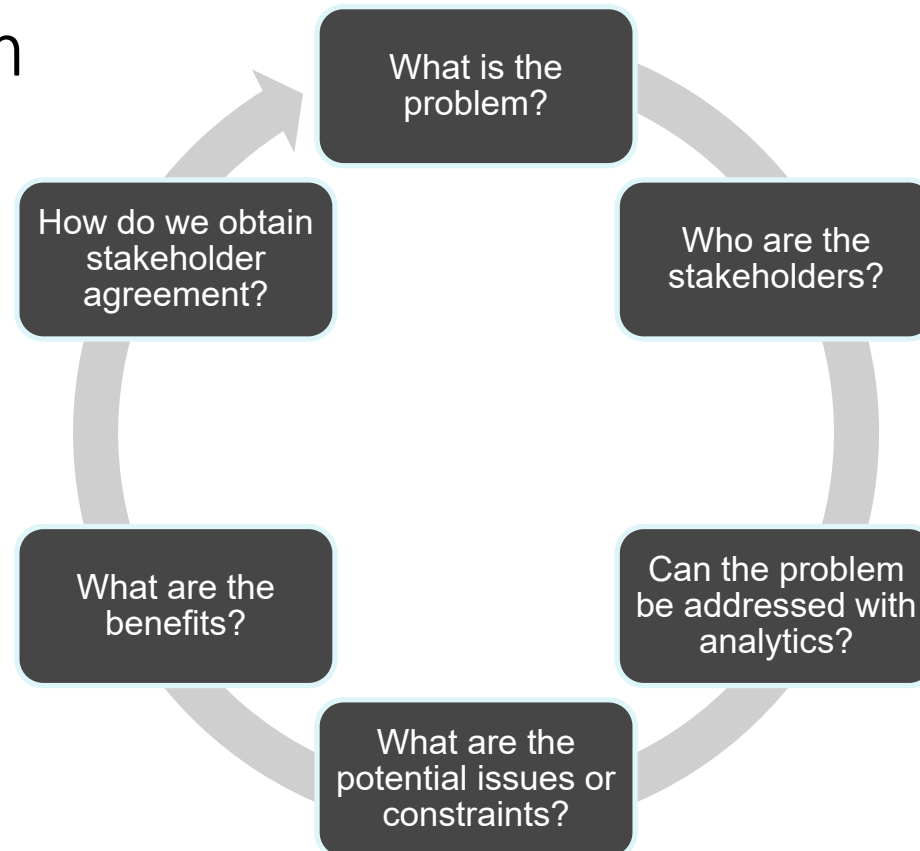 n
What is the
problem?
Who are the
stakeholders?
Can the problem
be addressed with
analytics?
What are the
potential issues or
constraints?
What are the
benefits?
How do we obtain
stakeholder
agreement?